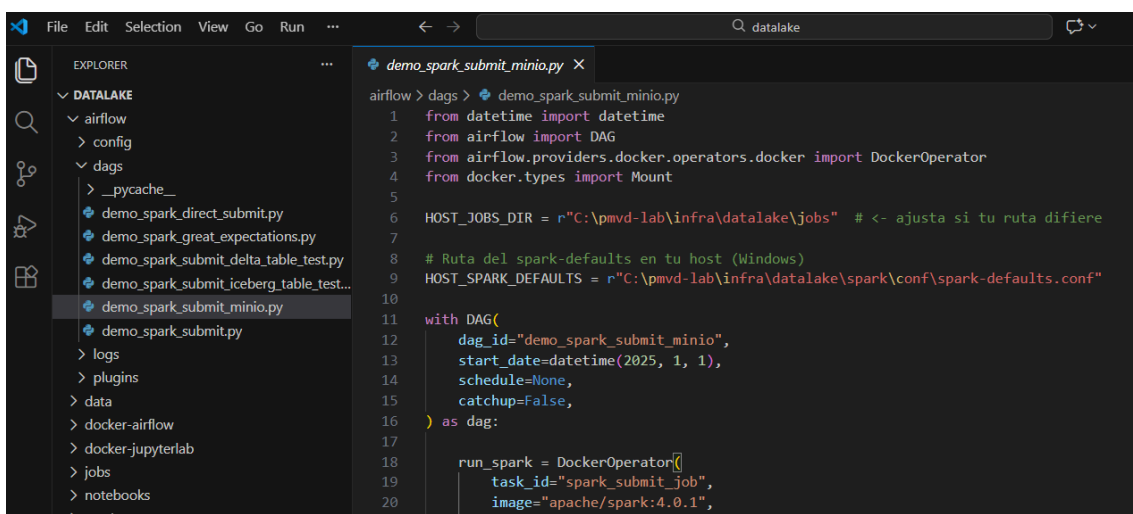 File Edit Selection View Go Run ...
datalake
EXPLORER
DATALAKE
airflow
config
dags
__pycache__
demo_spark_direct_submit.py
demo_spark_great_expectations.py
demo_spark_submit_delta_table_test.py
demo_spark_submit_iceberg_table_test...
demo_spark_submit_minio.py
demo_spark_submit.py
logs
plugins
data
docker-airflow
docker-jupyterlab
jobs
notebooks
demo_spark_submit_minio.py
airflow > dags > demo_spark_submit_minio.py
1 from datetime import datetime
2 from airflow import DAG
3 from airflow.providers.docker.operators.docker import DockerOperator
4 from docker.types import Mount
5
6 HOST_JOBS_DIR = r"C:\pmvd-lab\infra\datalake\jobs"  # <- ajusta si tu ruta difiere
7
8 # Ruta del spark-defaults en tu host (Windows)
9 HOST_SPARK_DEFAULTS = r"C:\pmvd-lab\infra\datalake\spark\conf\spark-defaults.conf"
10
11 with DAG(
12     dag_id="demo_spark_submit_minio",
13     start_date=datetime(2025, 1, 1),
14     schedule=None,
15     catchup=False,
16 ) as dag:
17
18     run_spark = DockerOperator(
19         task_id="spark_submit_job",
20         image="apache/spark:4.0.1",